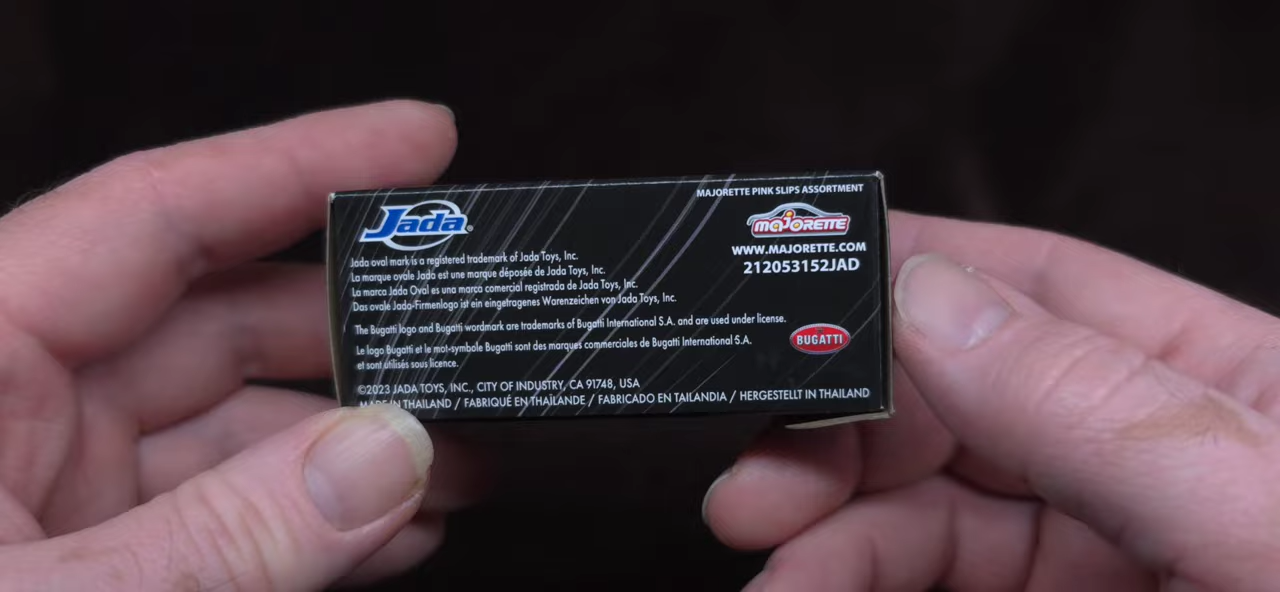 MAJORETTE PINK SLIPS ASSORTMENT
Jada®
MAJORETTE
WWW.MAJORETTE.COM
212053152JAD
Jada oval mark is a registered trademark of Jada Toys, Inc.
La marque ovale Jada est une marque déposée de Jada Toys, Inc.
La marca Jada Oval es una marca comercial registrada de Jada Toys, Inc.
Das ovale Jada-Firmenlogo ist ein eingetragenes Warenzeichen von Jada Toys, Inc.
The Bugatti logo and Bugatti wordmark are trademarks of Bugatti International S.A. and are used under license.
Le logo Bugatti et le mot-symbole Bugatti sont des marques commerciales de Bugatti International S.A.
et sont utilisés sous licence.
BUGATTI
©2023 JADA TOYS, INC., CITY OF INDUSTRY, CA 91748, USA
MADE IN THAILAND / FABRIQUÉ EN THAÏLANDE / FABRICADO EN TAILANDIA / HERGESTELLT IN THAILAND